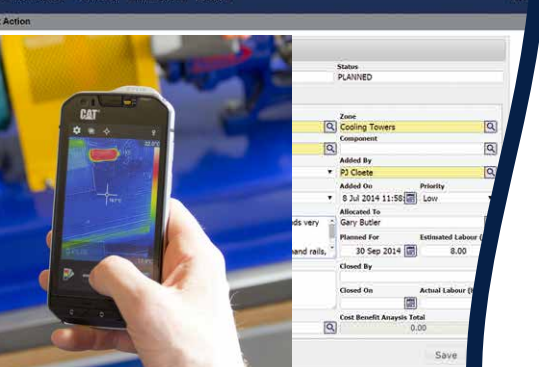 Action
Status
PLANNED
Zone
Cooling Towers
Component
Added By
PJ Cloete
Added On Priority
8 Jul 2014 11:58: Low
Allocated To
ds very Gary Butler
Planned For Estimated Labour (
and rails, 30 Sep 2014 8.00
Closed By
Closed On Actual Labour (
Cost Benefit Anaysis Total
0.00
Save
CAT